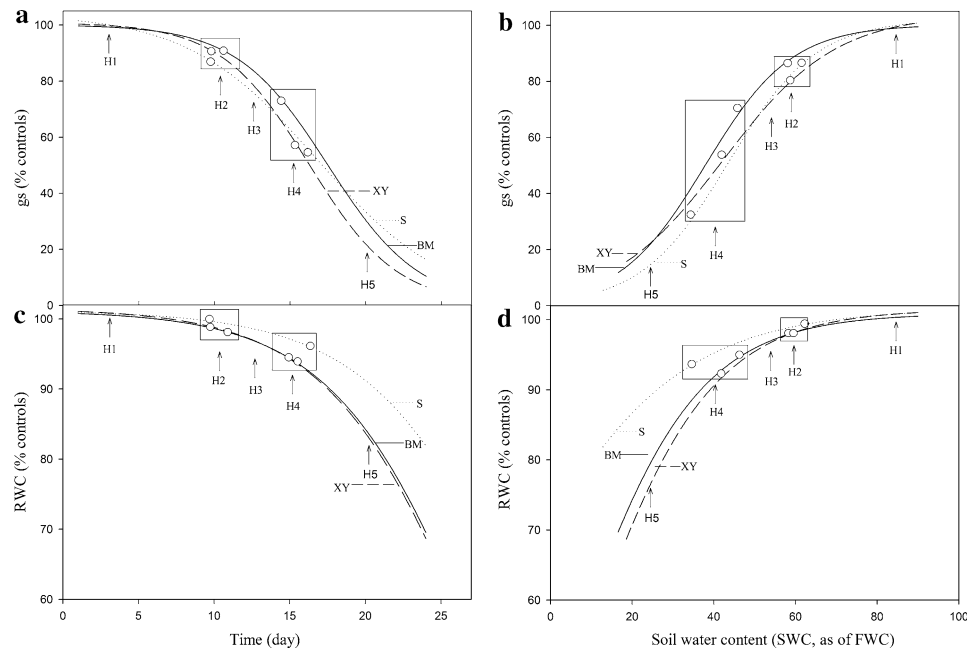 a
100
80
60
40
20
0
gs (% controls)
H1
H2
H3
H4
H5
XY
S
BM
b
100
80
60
40
20
0
gs (% controls)
H1
H2
H3
H4
H5
XY
BM
S
c
100
90
80
70
60
RWC (% controls)
H1
H2
H3
H4
H5
S
BM
XY
0
5
10
15
20
25
Time (day)
d
100
90
80
70
60
RWC (% controls)
H1
H2
H3
H4
H5
S
BM
XY
0
20
40
60
80
100
Soil water content (SWC, as of FWC)